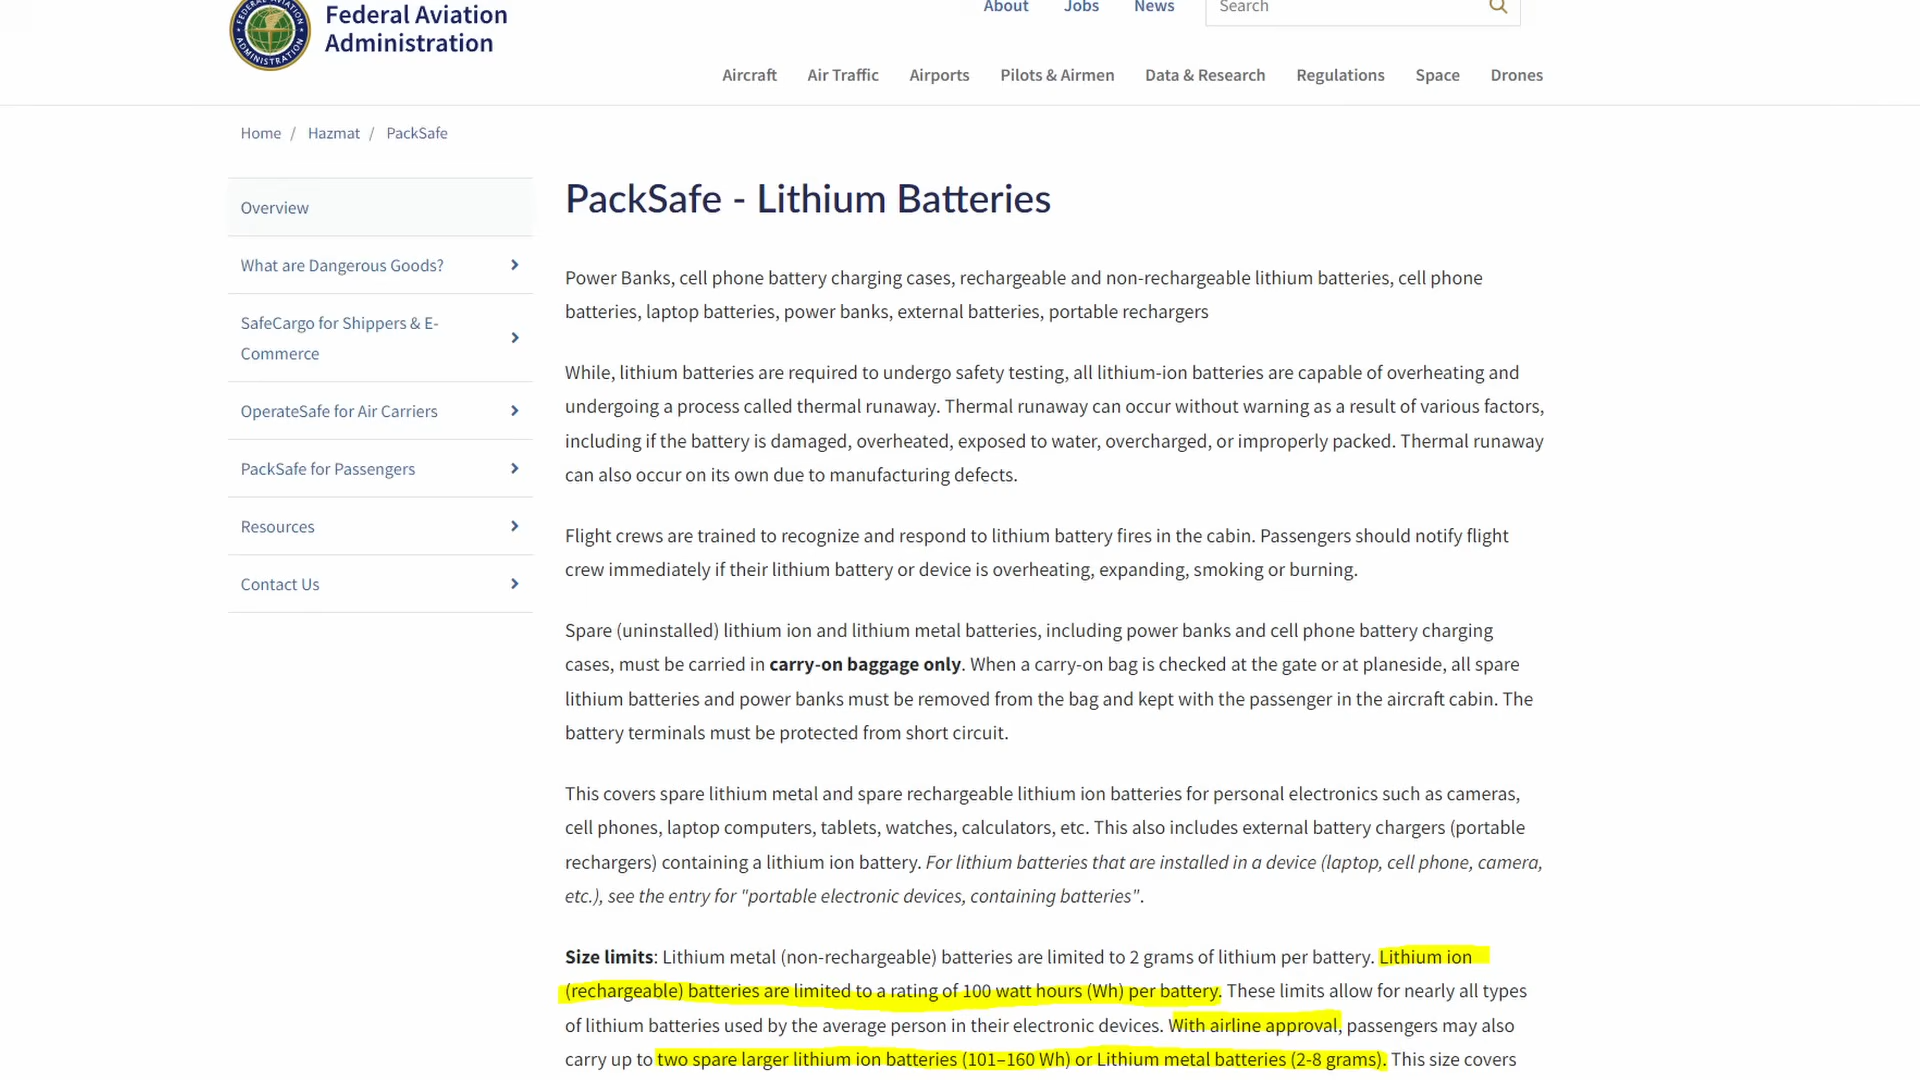 Federal Aviation
Administration
About Jobs News Search
Aircraft Air Traffic Airports Pilots & Airmen Data & Research Regulations Space Drones
Home / Hazmat / PackSafe
Overview
What are Dangerous Goods?
SafeCargo for Shippers & E-
Commerce
OperateSafe for Air Carriers
PackSafe for Passengers
Resources
Contact Us
PackSafe - Lithium Batteries
Power Banks, cell phone battery charging cases, rechargeable and non-rechargeable lithium batteries, cell phone
batteries, laptop batteries, power banks, external batteries, portable rechargers
While, lithium batteries are required to undergo safety testing, all lithium-ion batteries are capable of overheating and
undergoing a process called thermal runaway. Thermal runaway can occur without warning as a result of various factors,
including if the battery is damaged, overheated, exposed to water, overcharged, or improperly packed. Thermal runaway
can also occur on its own due to manufacturing defects.
Flight crews are trained to recognize and respond to lithium battery fires in the cabin. Passengers should notify flight
crew immediately if their lithium battery or device is overheating, expanding, smoking or burning.
Spare (uninstalled) lithium ion and lithium metal batteries, including power banks and cell phone battery charging
cases, must be carried in carry-on baggage only. When a carry-on bag is checked at the gate or at planeside, all spare
lithium batteries and power banks must be removed from the bag and kept with the passenger in the aircraft cabin. The
battery terminals must be protected from short circuit.
This covers spare lithium metal and spare rechargeable lithium ion batteries for personal electronics such as cameras,
cell phones, laptop computers, tablets, watches, calculators, etc. This also includes external battery chargers (portable
rechargers) containing a lithium ion battery. For lithium batteries that are installed in a device (laptop, cell phone, camera,
etc.), see the entry for "portable electronic devices, containing batteries".
Size limits: Lithium metal (non-rechargeable) batteries are limited to 2 grams of lithium per battery. Lithium ion
(rechargeable) batteries are limited to a rating of 100 watt hours (Wh) per battery. These limits allow for nearly all types
of lithium batteries used by the average person in their electronic devices. With airline approval, passengers may also
carry up to two spare larger lithium ion batteries (101–160 Wh) or Lithium metal batteries (2-8 grams). This size covers